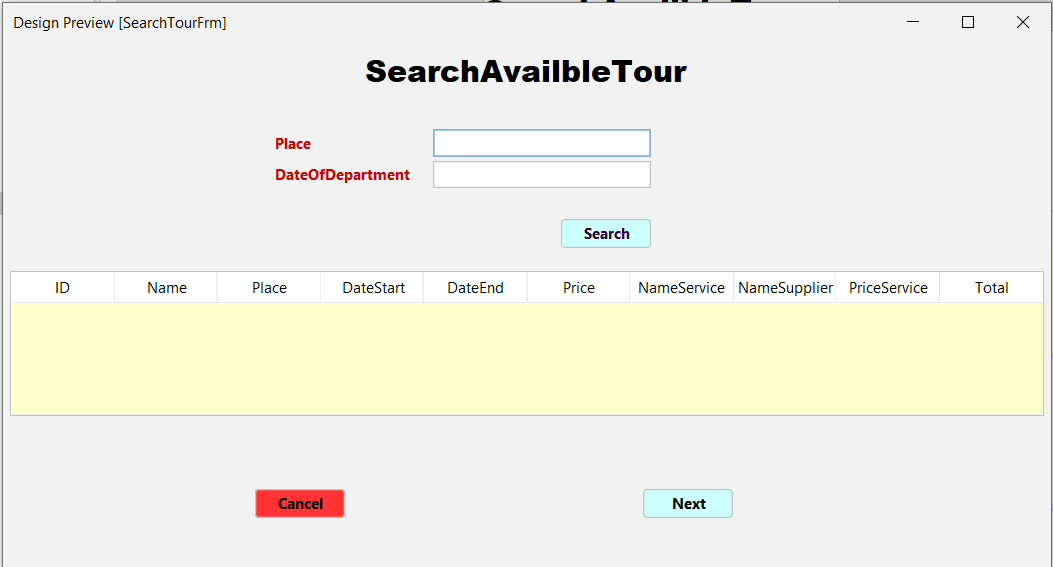 Design Preview [SearchTourFrm]
SearchAvailbleTour
Place
DateOfDepartment
Search
ID Name Place DateStart DateEnd Price NameService NameSupplier PriceService Total
Cancel Next